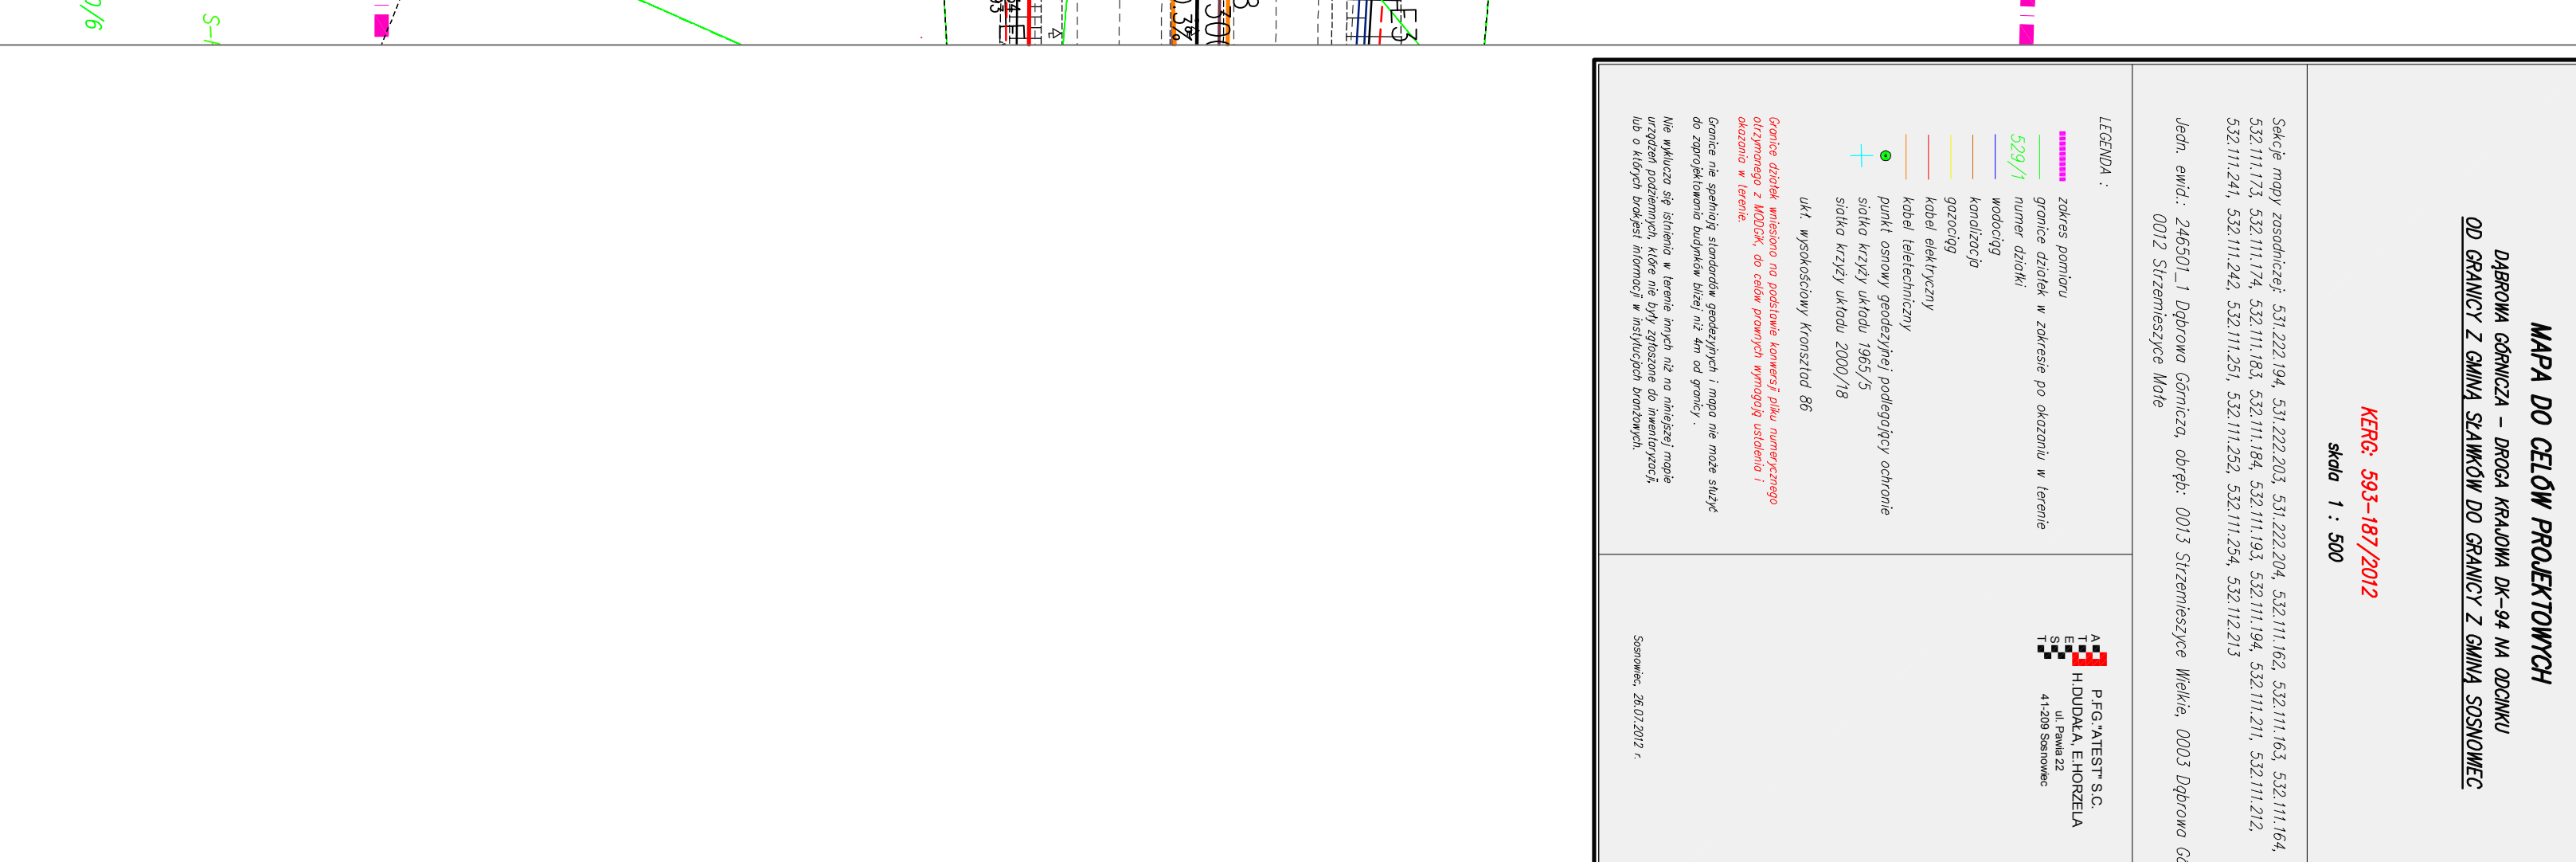 MAPA DO CELÓW PROJEKTOWYCH
DĄBROWA GÓRNICZA – DROGA KRAJOWA DK-94 NA ODCINKU
OD GRANICY Z GMINĄ SŁAWKÓW DO GRANICY Z GMINĄ SOSNOWIEC
KERG: 593-187/2012
skala 1 : 500
Sekcje mapy zasadniczej: 531.222.194, 531.222.203, 531.222.204, 532.111.162, 532.111.163, 532.111.164,
532.111.173, 532.111.174, 532.111.183, 532.111.184, 532.111.193, 532.111.194, 532.111.211, 532.111.212,
532.111.241, 532.111.242, 532.111.251, 532.111.252, 532.111.254, 532.112.213
Jedn. ewid.: 246501_1 Dąbrowa Górnicza, obręb: 0013 Strzemieszyce Wielkie, 0003 Dąbrowa
0012 Strzemieszyce Małe
LEGENDA :
zakres pomiaru
granice działek w zakresie po okazaniu w terenie
529/1 numer działki
wodociąg
kanalizacja
gazociąg
kabel elektryczny
kabel teletechniczny
punkt osnowy geodezyjnej podlegający ochronie
siatka krzyży układu 1965/5
siatka krzyży układu 2000/18
ukł. wysokościowy Kronsztad 86
Granice działek wniesiono na podstawie konwersji pliku numerycznego
otrzymanego z MODGiK, do celów prawnych wymagają ustalenia i
okazania w terenie.
Granice nie spełniają standardów geodezyjnych i mapa nie może służyć
do zaprojektowania budynków bliżej niż 4m od granicy .
Nie wyklucza się istnienia w terenie innych niż na niniejszej mapie
urządzeń podziemnych, które nie były zgłoszone do inwentaryzacji,
lub o których brakjest informacji w instytucjach branżowych.
ATEST
P.F.G."ATEST" S.C.
H.DUDAŁA, E.HORZELA
ul. Pawia 22
41-209 Sosnowiec
Sosnowiec, 26.07.2012 r.